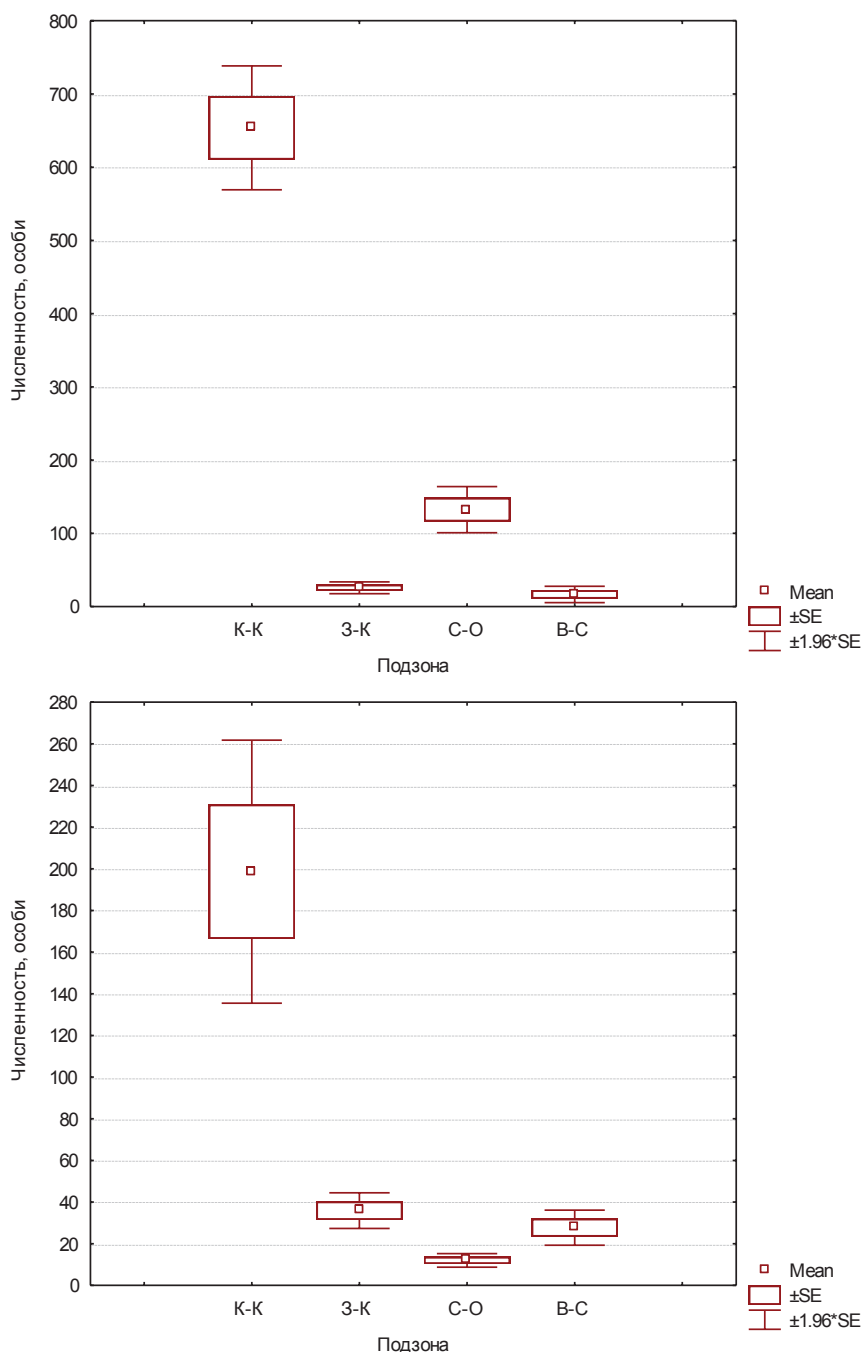 800
700
600
500
400
300
200
100
0
Численность, особи
К-К З-К С-О В-С
Подзона
Mean
±SE
±1.96*SE
280
260
240
220
200
180
160
140
120
100
80
60
40
20
0
Численность, особи
К-К З-К С-О В-С
Подзона
Mean
±SE
±1.96*SE